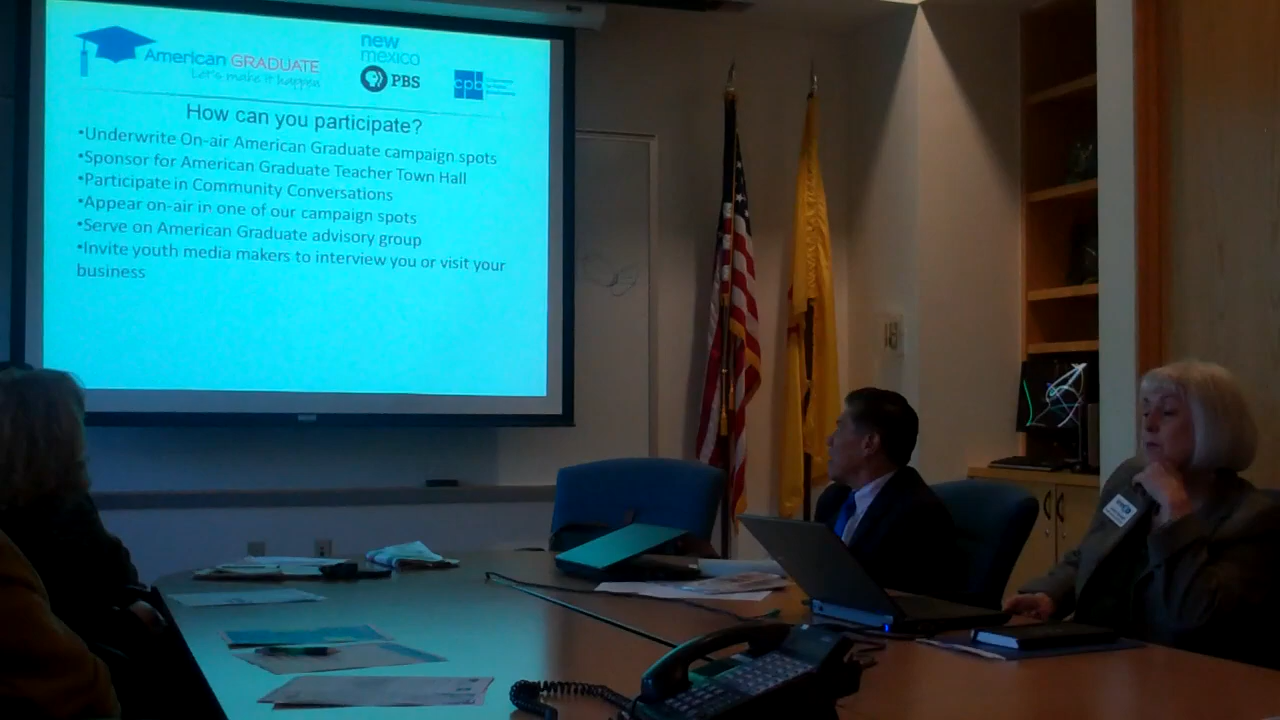 American GRADUATE
Let's make it happen
new
mexico
PBS
cpb
How can you participate?
•Underwrite On-air American Graduate campaign spots
•Sponsor for American Graduate Teacher Town Hall
•Participate in Community Conversations
•Appear on-air in one of our campaign spots
•Serve on American Graduate advisory group
•Invite youth media makers to interview you or visit your
business